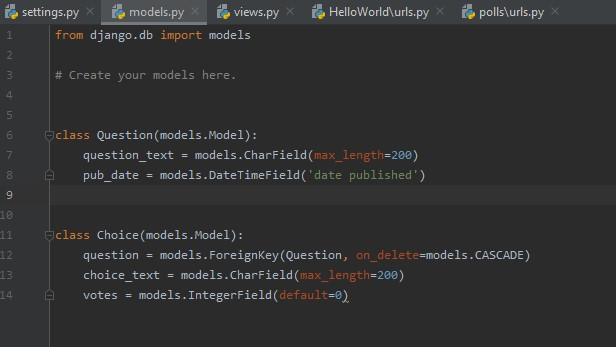 settings.py models.py views.py HelloWorld\urls.py polls\urls.py
1 from django.db import models
2
3 # Create your models here.
4
5
6 class Question(models.Model):
7 question_text = models.CharField(max_length=200)
8 pub_date = models.DateTimeField('date published')
9
10
11 class Choice(models.Model):
12 question = models.ForeignKey(Question, on_delete=models.CASCADE)
13 choice_text = models.CharField(max_length=200)
14 votes = models.IntegerField(default=0)